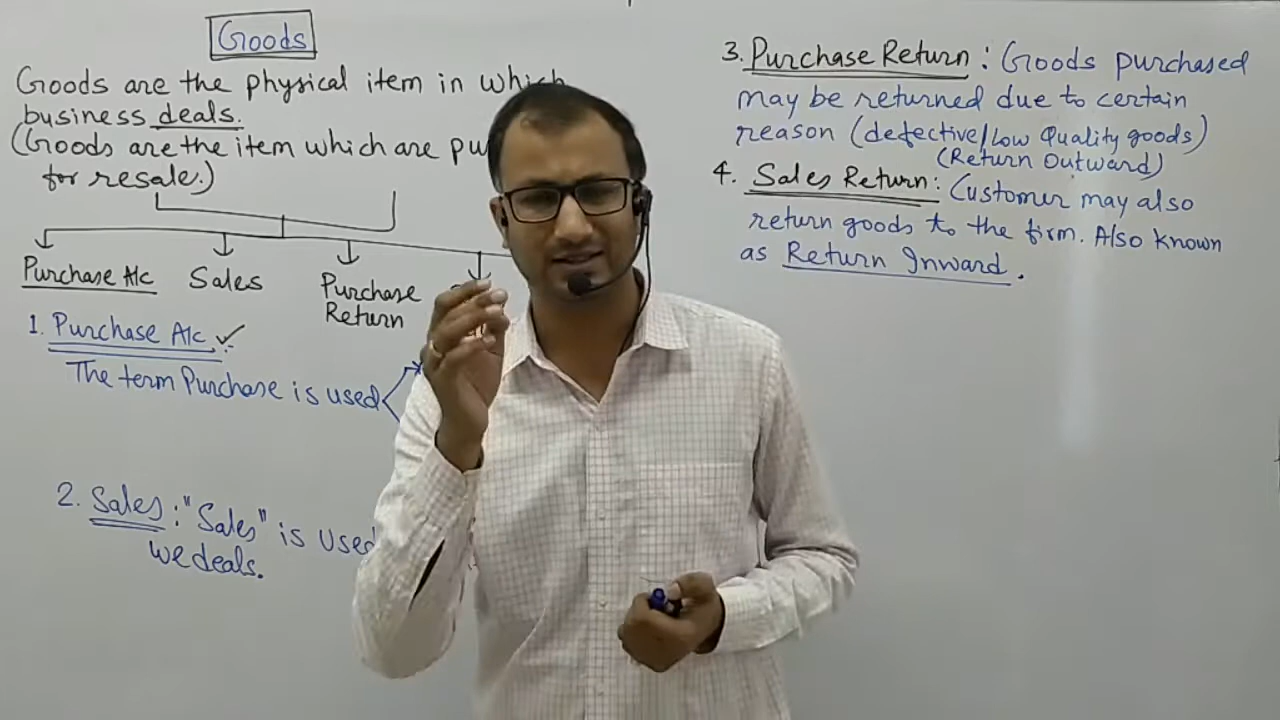 Goods
Goods are the physical item in which
business deals.
(Goods are the item which are
for resale.)
Purchase A/c Sales Purchase
Return
1. Purchase A/c ✓
The term Purchase is used
2. Sales : "Sales" is used
we deals.
3. Purchase Return : Goods purchased
may be returned due to certain
reason (defective/Low Quality goods)
(Return Outward)
4. Sales Return : Customer may also
return goods to the firm. Also known
as Return Inward.